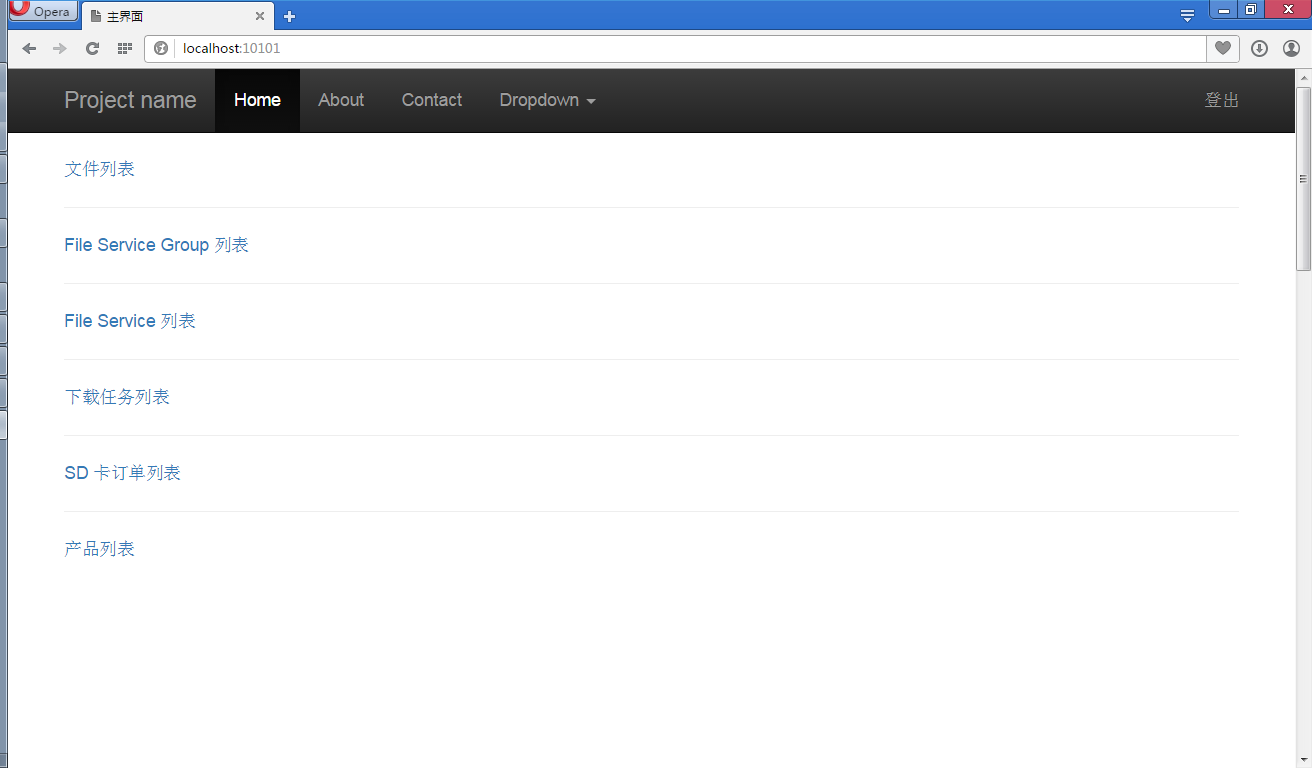 Opera
主界面
localhost:10101
Project name Home About Contact Dropdown 登出
文件列表
File Service Group 列表
File Service 列表
下载任务列表
SD 卡订单列表
产品列表